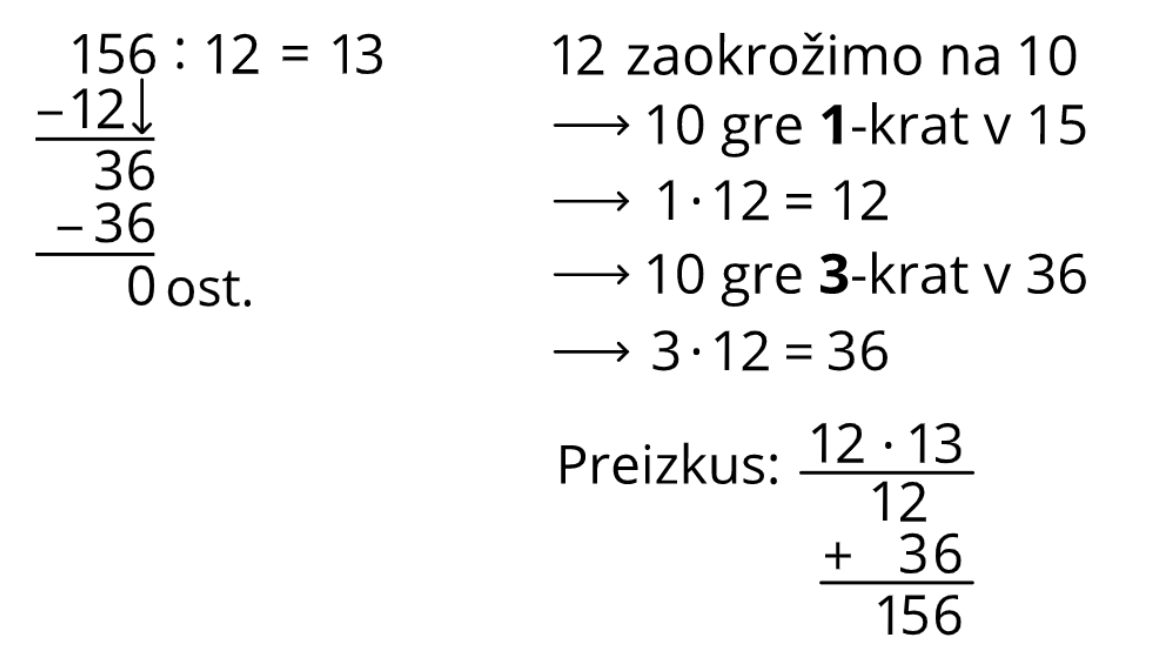 156 : 12 = 13
−12↓
36
− 36
0 ost.
12 zaokrožimo na 10
⟶ 10 gre 1-krat v 15
⟶ 1 · 12 = 12
⟶ 10 gre 3-krat v 36
⟶ 3 · 12 = 36
Preizkus: 12 · 13
12
+ 36
156